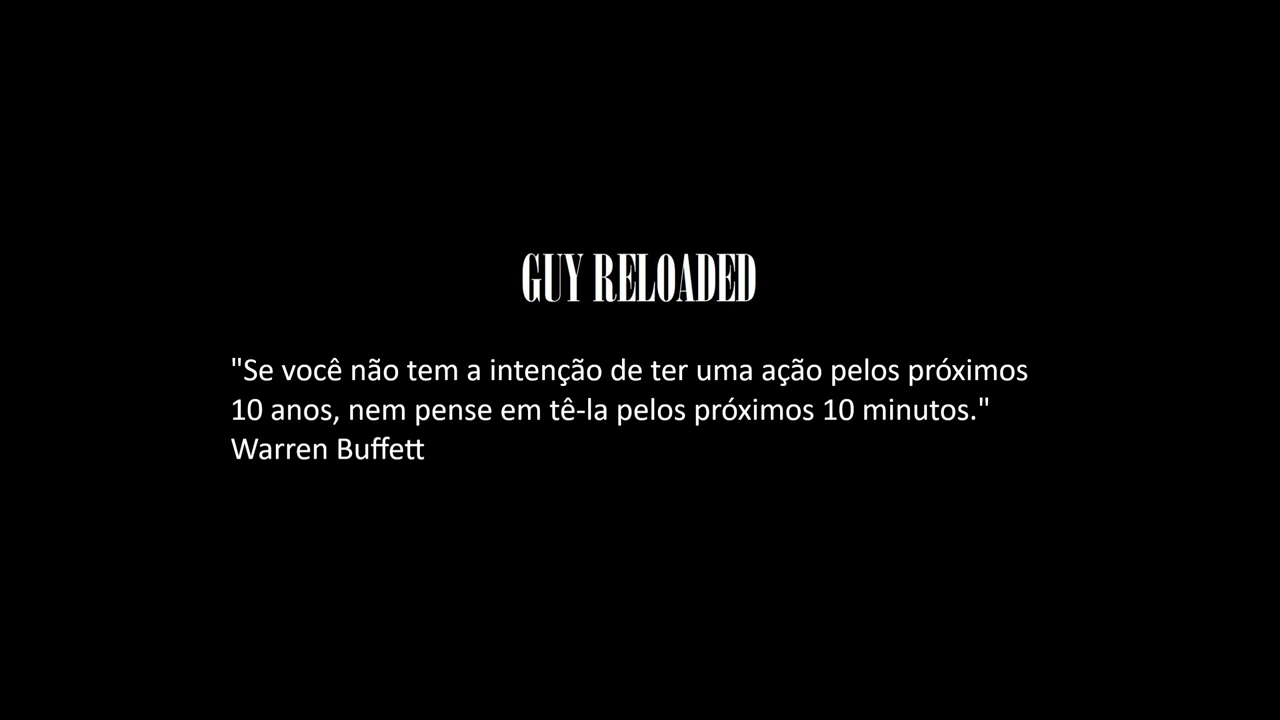 GUY RELOADED
"Se você não tem a intenção de ter uma ação pelos próximos
10 anos, nem pense em tê-la pelos próximos 10 minutos."
Warren Buffett